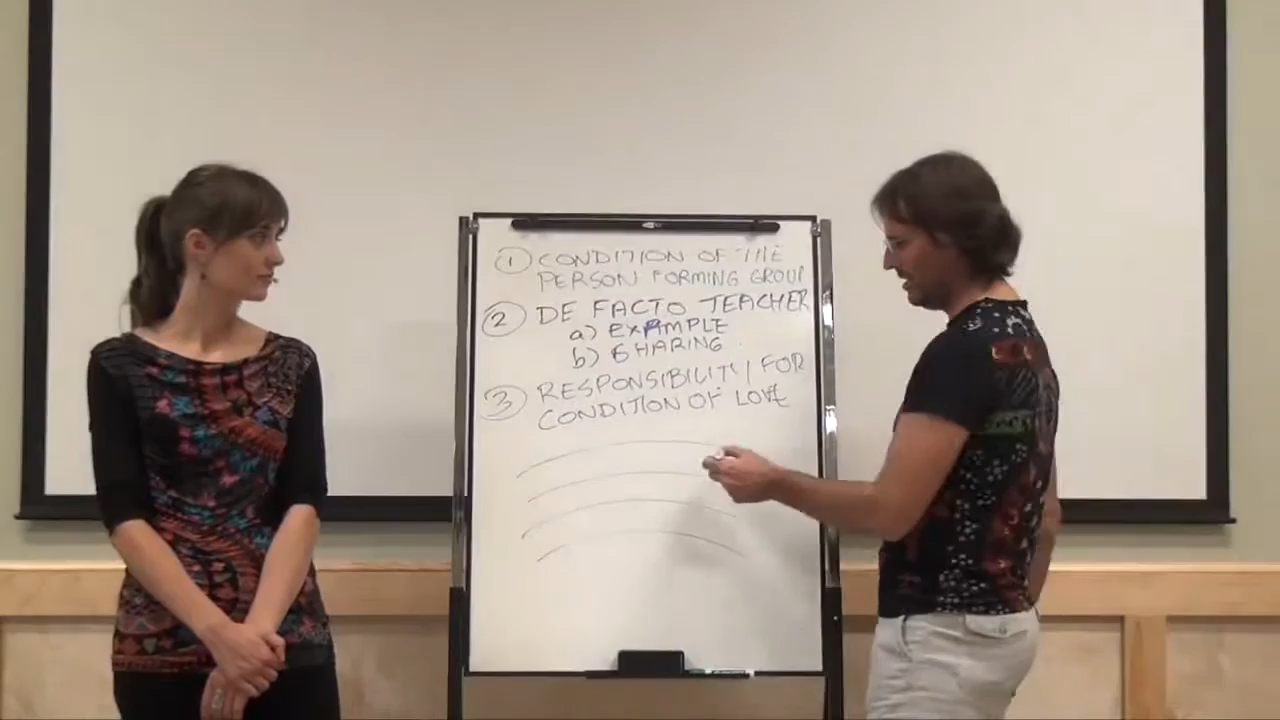 ① CONDITION OF THE
PERSON FORMING GROUP
② DE FACTO TEACHER
a) EXAMPLE
b) SHARING
③ RESPONSIBILITY FOR
CONDITION OF LOVE